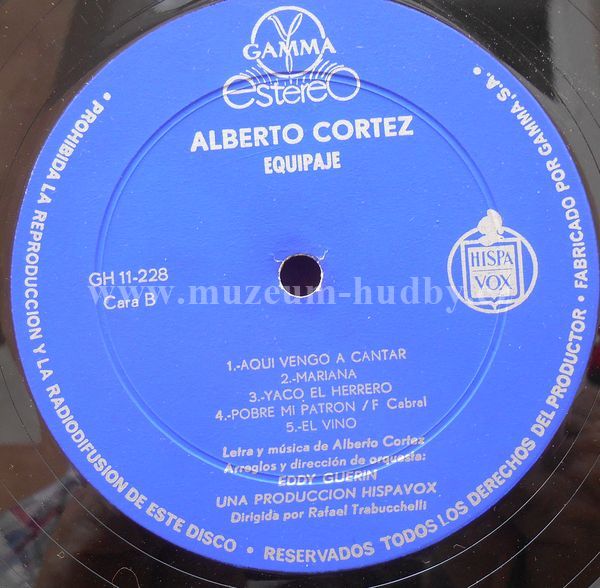 GAMMA
EsterEO
ALBERTO CORTEZ
EQUIPAJE
GH 11-228
Cara B
HISPA
VOX
1.-AQUI VENGO A CANTAR
2.-MARIANA
3.-YACO EL HERRERO
4.-POBRE MI PATRON / F Cabral
5.-EL VINO
Letra y música de Alberto Cortez
Arreglos y dirección de orquesta:
EDDY GUERIN
UNA PRODUCCION HISPAVOX
Dirigida por Rafael Trabucchelli
• PROHIBIDA LA REPRODUCCION Y LA RADIODIFUSION DE ESTE DISCO • RESERVADOS TODOS LOS DERECHOS DEL PRODUCTOR • FABRICADO POR GAMMA, S.A. •
www.muzeum-hudby